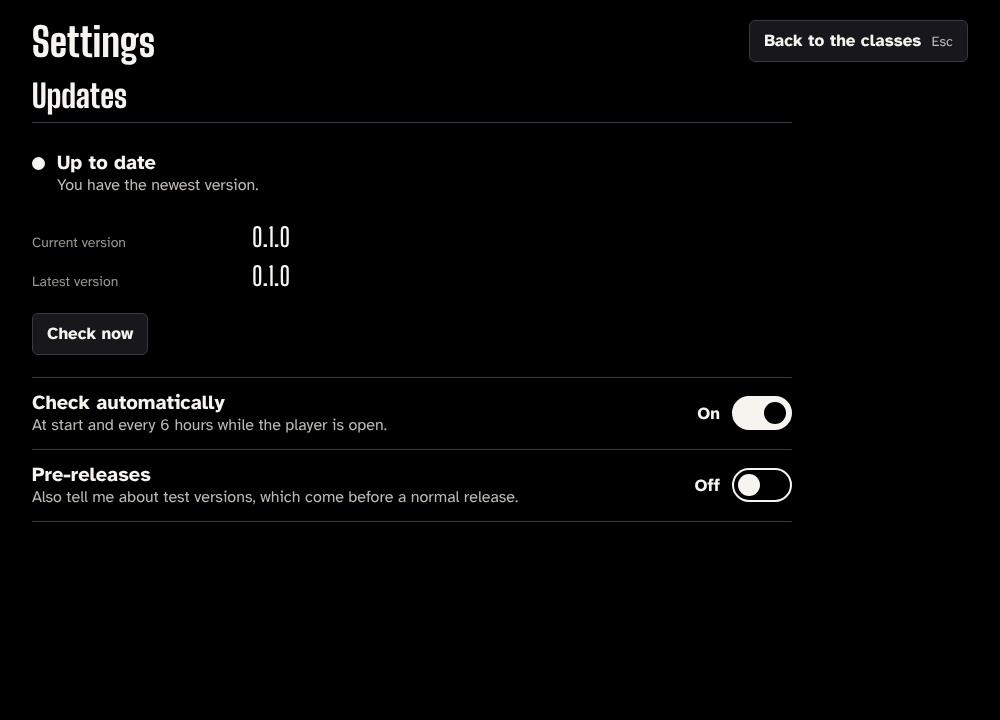 Settings
Back to the classes Esc
Updates
Up to date
You have the newest version.
Current version 0.1.0
Latest version 0.1.0
Check now
Check automatically
At start and every 6 hours while the player is open.
On
Pre-releases
Also tell me about test versions, which come before a normal release.
Off